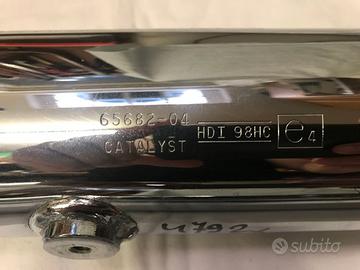 65682-04
CATALYST
HDI 98HC
e4
subito